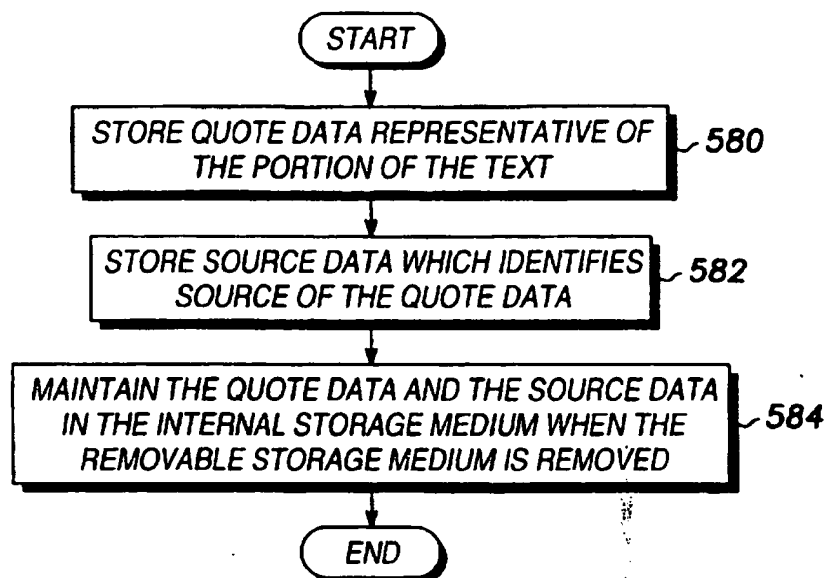 START
STORE QUOTE DATA REPRESENTATIVE OF
THE PORTION OF THE TEXT
580
STORE SOURCE DATA WHICH IDENTIFIES
SOURCE OF THE QUOTE DATA
582
MAINTAIN THE QUOTE DATA AND THE SOURCE DATA
IN THE INTERNAL STORAGE MEDIUM WHEN THE
REMOVABLE STORAGE MEDIUM IS REMOVED
584
END